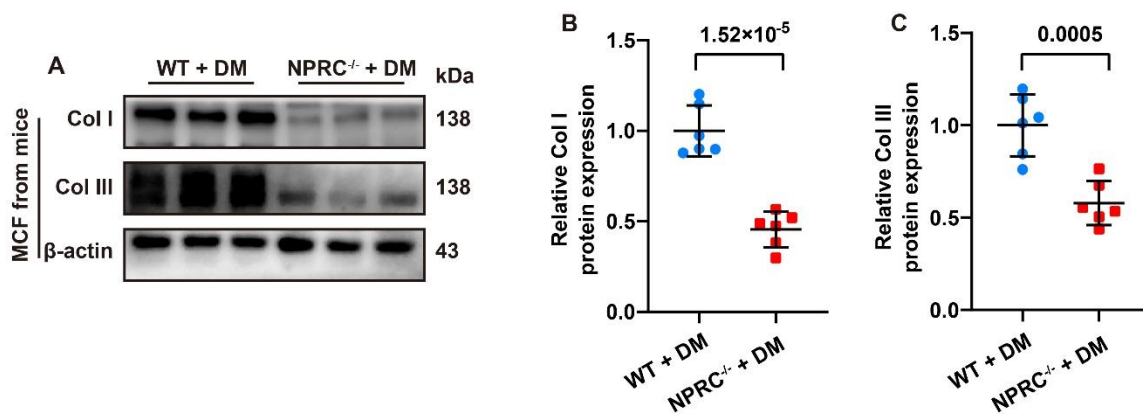 A
WT + DM NPRC⁻/⁻ + DM kDa
MCF from mice
Col I 138
Col III 138
β-actin 43
B
1.52×10⁻⁵
Relative Col I
protein expression
1.5
1.0
0.5
0.0
WT + DM
NPRC⁻/⁻ + DM
C
0.0005
Relative Col III
protein expression
1.5
1.0
0.5
0.0
WT + DM
NPRC⁻/⁻ + DM